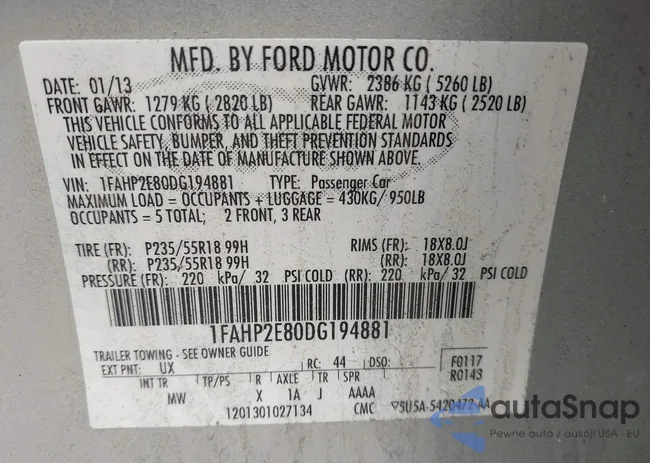 MFD. BY FORD MOTOR CO.
DATE: 01/13 GVWR: 2386 KG ( 5260 LB)
FRONT GAWR: 1279 KG ( 2820 LB) REAR GAWR: 1143 KG ( 2520 LB)
THIS VEHICLE CONFORMS TO ALL APPLICABLE FEDERAL MOTOR
VEHICLE SAFETY, BUMPER, AND THEFT PREVENTION STANDARDS
IN EFFECT ON THE DATE OF MANUFACTURE SHOWN ABOVE.
VIN: 1FAHP2E80DG194881 TYPE: Passenger Car
MAXIMUM LOAD = OCCUPANTS + LUGGAGE = 430KG/ 950LB
OCCUPANTS = 5 TOTAL; 2 FRONT, 3 REAR
TIRE (FR): P235/55R18 99H RIMS (FR): 18X8.0J
(RR): P235/55R18 99H (RR): 18X8.0J
PRESSURE (FR): 220 kPa/ 32 PSI COLD (RR): 220 kPa/ 32 PSI COLD
1FAHP2E80DG194881
TRAILER TOWING - SEE OWNER GUIDE
EXT PNT: UX RC: 44 DSO: F0117
R0143
INT TR TP/PS R AXLE TR SPR
MW X 1A J AAAA
1201301027134 CMC ▽5U5A-5420472-AA
autaSnap
Pewne auto z aukcji USA i EU